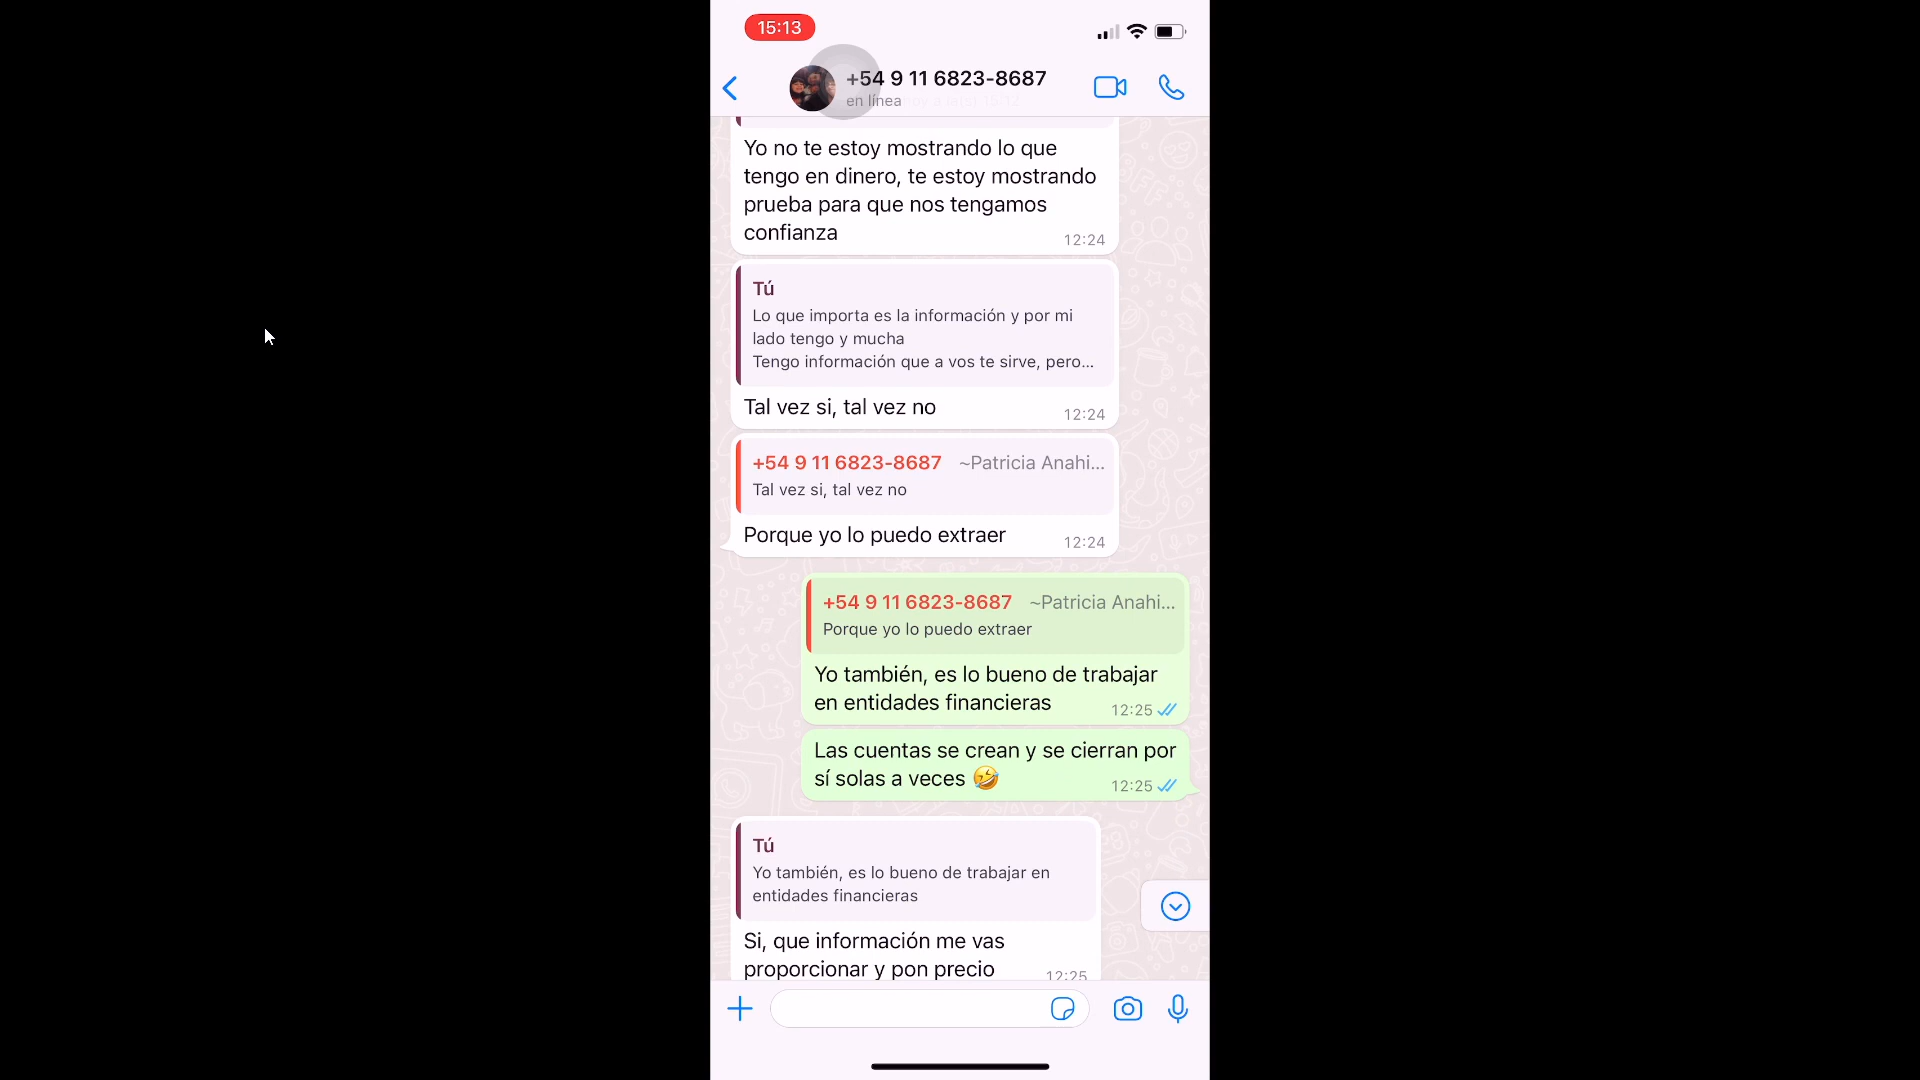 15:13
+54 9 11 6823-8687
en línea
Yo no te estoy mostrando lo que
tengo en dinero, te estoy mostrando
prueba para que nos tengamos
confianza
12:24
Tú
Lo que importa es la información y por mi
lado tengo y mucha
Tengo información que a vos te sirve, pero...
Tal vez si, tal vez no
12:24
+54 9 11 6823-8687 ~Patricia Anahi...
Tal vez si, tal vez no
Porque yo lo puedo extraer
12:24
+54 9 11 6823-8687 ~Patricia Anahi...
Porque yo lo puedo extraer
Yo también, es lo bueno de trabajar
en entidades financieras
12:25
Las cuentas se crean y se cierran por
sí solas a veces 🤣
12:25
Tú
Yo también, es lo bueno de trabajar en
entidades financieras
Si, que información me vas
proporcionar y pon precio
12:25